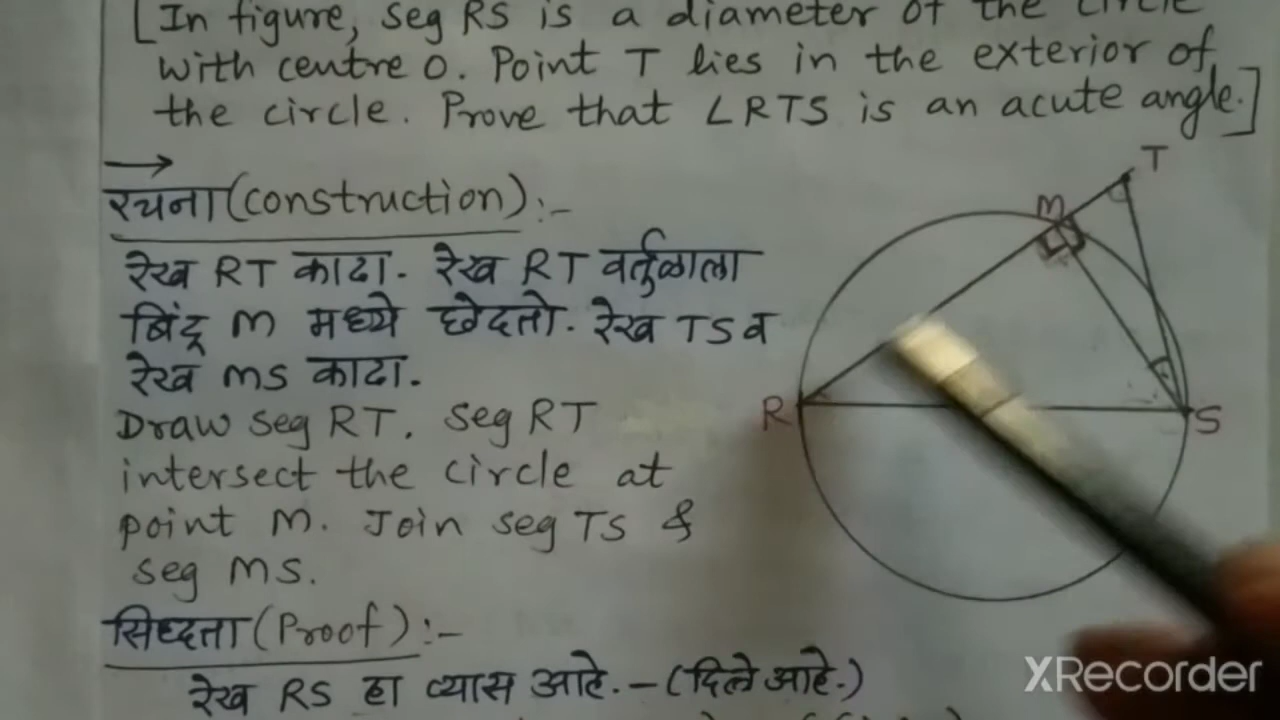 [In figure, seg RS is a diameter of the circle
with centre O. Point T lies in the exterior of
the circle. Prove that ∠RTS is an acute angle.]
रचना (construction):-
रेख RT काढा. रेख RT वर्तुळाला
बिंदू M मध्ये छेदतो. रेख TS व
रेख MS काढा.
Draw seg RT. seg RT
intersect the circle at
point M. Join seg TS &
seg MS.
सिध्दता (Proof):-
रेख RS हा व्यास आहे. -(दिले आहे.)
T
M
R
S
XRecorder